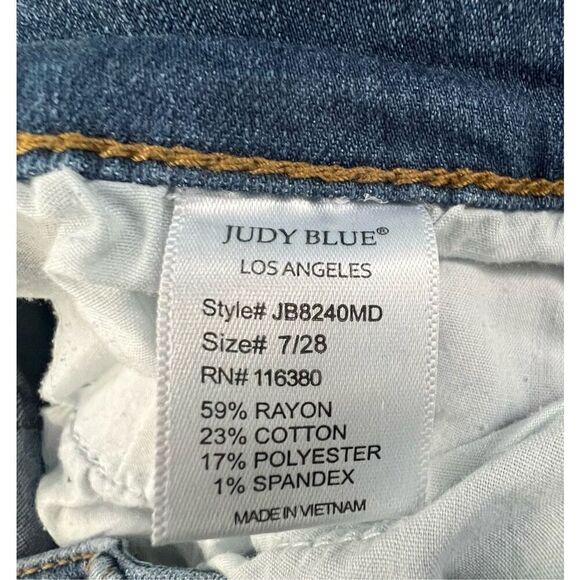 JUDY BLUE®
LOS ANGELES
Style# JB8240MD
Size# 7/28
RN# 116380
59% RAYON
23% COTTON
17% POLYESTER
1% SPANDEX
MADE IN VIETNAM